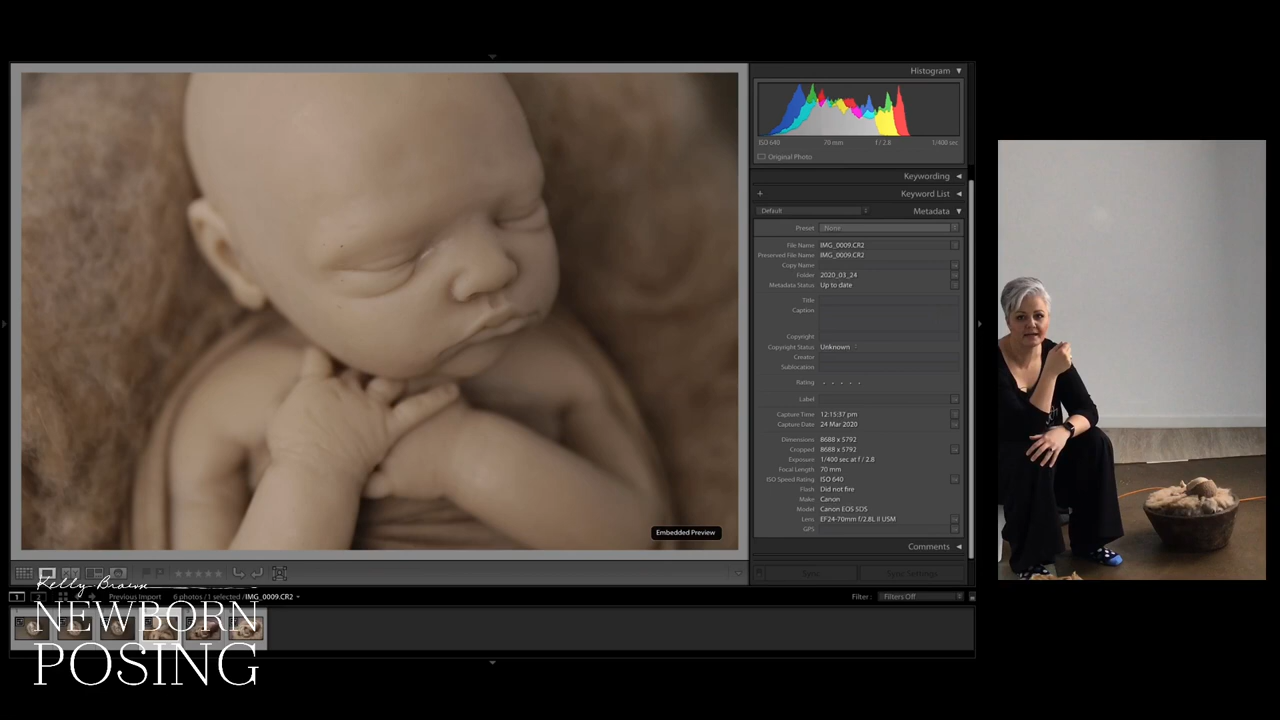 Histogram
ISO 640 70 mm f / 2.8 1/400 sec
Original Photo
Keywording
+ Keyword List
Default Metadata
Preset None
File Name IMG_0009.CR2
Preserved File Name IMG_0009.CR2
Copy Name
Folder 2020_03_24
Metadata Status Up to date
Title
Caption
Copyright
Copyright Status Unknown
Creator
Sublocation
Rating
Label
Capture Time 12:15:37 pm
Capture Date 24 Mar 2020
Dimensions 8688 x 5792
Cropped 8688 x 5792
Exposure 1/400 sec at f / 2.8
Focal Length 70 mm
ISO Speed Rating ISO 640
Flash Did not fire
Make Canon
Model Canon EOS 5DS
Lens EF24-70mm f/2.8L II USM
GPS
Embedded Preview
Comments
Sync Sync Settings
1 2 Previous Import 6 photos / 1 selected / IMG_0009.CR2 Filter : Filters Off
Kelly Brown
NEWBORN
POSING